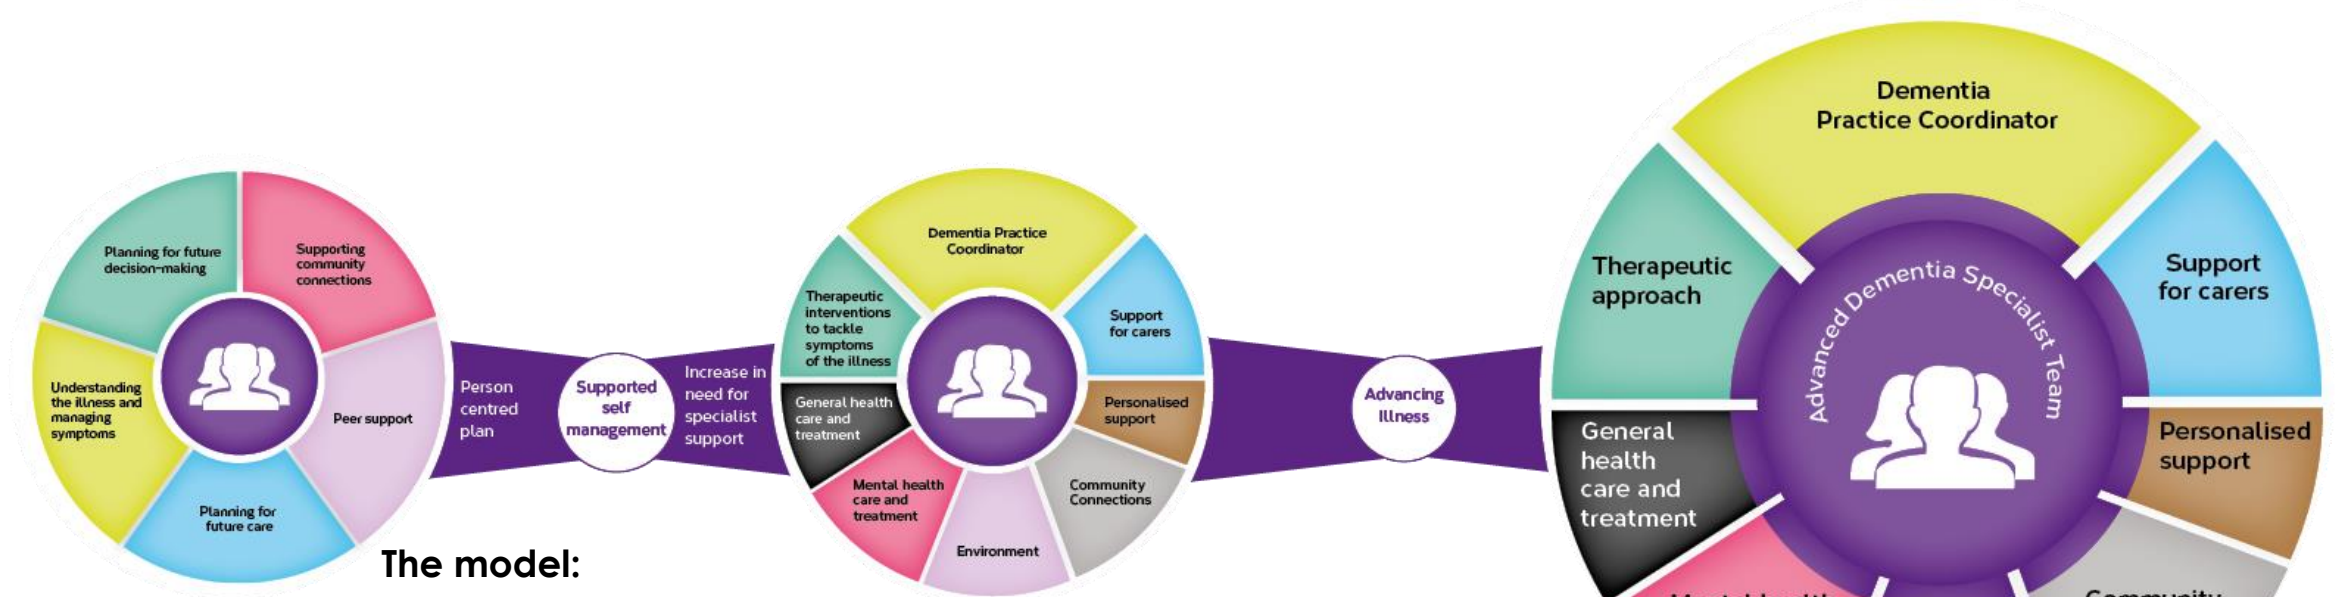 Planning for future
decision-making
Supporting
community
connections
Understanding
the illness and
managing
symptoms
Peer support
Planning for
future care
Person
centred
plan
Supported
self
management
Increase in
need for
specialist
support
Dementia Practice
Coordinator
Therapeutic
interventions
to tackle
symptoms
of the illness
Support
for carers
General health
care and
treatment
Personalised
support
Mental health
care and
treatment
Community
Connections
Environment
Advancing
Illness
Dementia
Practice Coordinator
Therapeutic
approach
Support
for carers
Advanced Dementia Specialist Team
General
health
care and
treatment
Personalised
support
Mental health
Community
The model: